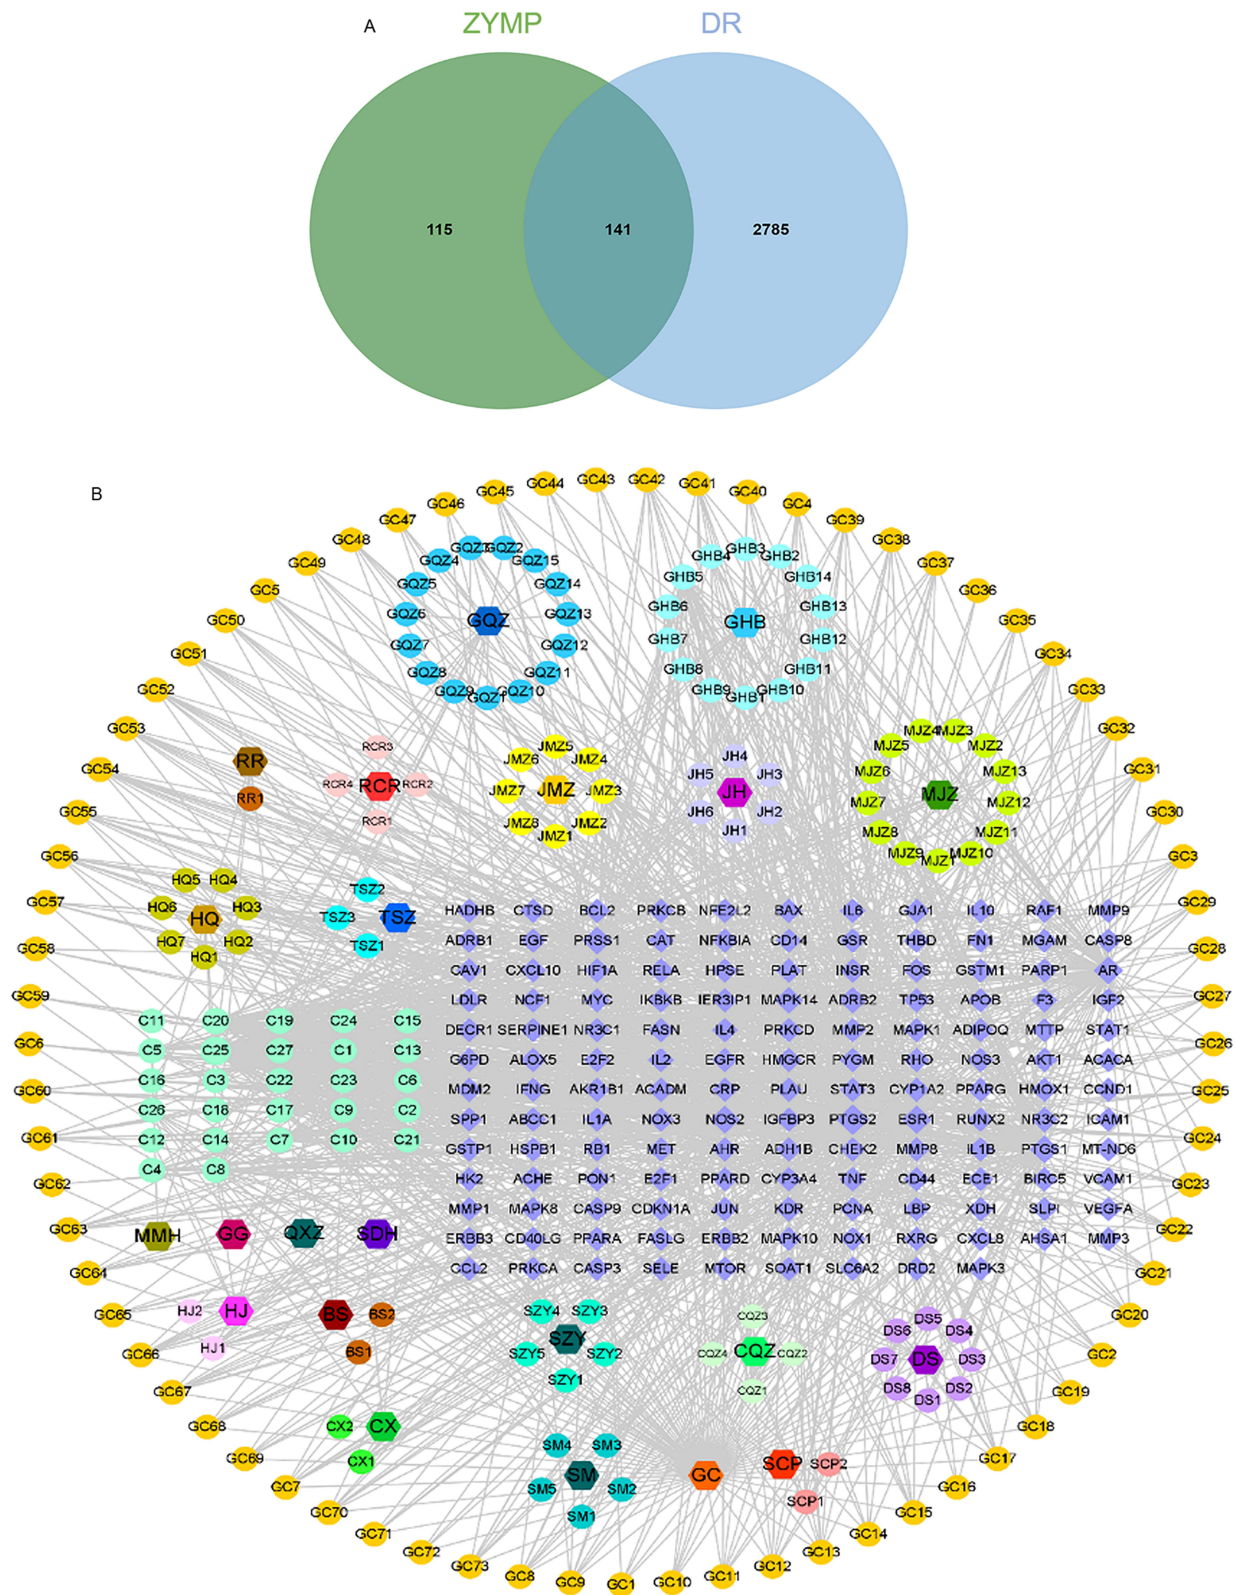 A ZYMP DR
115 141 2785
B
GC44 GC43 GC42 GC41 GC40
GC45 GC4
GC46 GC39
GC47 GC38
GC48 GC37
GC49 GC36
GC5 GC35
GC50 GC34
GC51 GC33
GC52 GC32
GC53 GC31
GC54 GC30
GC55 GC3
GC56 GC29
GC57 GC28
GC58 GC27
GC59 GC26
GC6 GC25
GC60 GC24
GC61 GC23
GC62 GC22
GC63 GC21
GC64 GC20
GC65 GC2
GC66 GC19
GC67 GC18
GC68 GC17
GC69 GC16
GC7 GC15
GC70 GC14
GC71 GC13
GC72 GC12
GC73 GC8 GC9 GC1 GC10 GC11
GQZ
GQZ3 GQZ2 GQZ15 GQZ14 GQZ13 GQZ12 GQZ11 GQZ10 GQZ1 GQZ9 GQZ8 GQZ7 GQZ6 GQZ5 GQZ4
GHB
GHB3 GHB2 GHB14 GHB13 GHB12 GHB11 GHB10 GHB1 GHB9 GHB8 GHB7 GHB6 GHB5 GHB4
RR
RR1
RCR
RCR3 RCR2 RCR1 RCR4
JMZ
JMZ5 JMZ4 JMZ3 JMZ2 JMZ1 JMZ8 JMZ7 JMZ6
JH
JH4 JH3 JH2 JH1 JH6 JH5
MJZ
MJZ4 MJZ3 MJZ2 MJZ13 MJZ12 MJZ11 MJZ10 MJZ1 MJZ9 MJZ8 MJZ7 MJZ6 MJZ5
HQ
HQ5 HQ4 HQ3 HQ2 HQ1 HQ7 HQ6
TSZ
TSZ2 TSZ3 TSZ1
HADHB CTSD BCL2 PRKCB NFE2L2 BAX IL6 GJA1 IL10 RAF1 MMP9
ADRB1 EGF PRSS1 CAT NFKBIA CD14 GSR THBD FN1 MGAM CASP8
CAV1 CXCL10 HIF1A RELA HPSE PLAT INSR FOS GSTM1 PARP1 AR
LDLR NCF1 MYC IKBKB IER3IP1 MAPK14 ADRB2 TP53 APOB F3 IGF2
DECR1 SERPINE1 NR3C1 FASN IL4 PRKCD MMP2 MAPK1 ADIPOQ MTTP STAT1
G6PD ALOX5 E2F2 IL2 EGFR HMGCR PYGM RHO NOS3 AKT1 ACACA
MDM2 IFNG AKR1B1 ACADM CRP PLAU STAT3 CYP1A2 PPARG HMOX1 CCND1
SPP1 ABCC1 IL1A NOX3 NOS2 IGFBP3 PTGS2 ESR1 RUNX2 NR3C2 ICAM1
GSTP1 HSPB1 RB1 MET AHR ADH1B CHEK2 MMP8 IL1B PTGS1 MT-ND6
HK2 ACHE PON1 E2F1 PPARD CYP3A4 TNF CD44 ECE1 BIRC5 VCAM1
MMP1 MAPK8 CASP9 CDKN1A JUN KDR PCNA LBP XDH SLPI VEGFA
ERBB3 CD40LG PPARA FASLG ERBB2 MAPK10 NOX1 RXRG CXCL8 AHSA1 MMP3
CCL2 PRKCA CASP3 SELE MTOR SOAT1 SLC6A2 DRD2 MAPK3
C11 C20 C19 C24 C15
C5 C25 C27 C1 C13
C16 C3 C22 C23 C6
C26 C18 C17 C9 C2
C12 C14 C7 C10 C21
C4 C8
MMH GG QXZ SDH
HJ2 HJ HJ1
BS BS2 BS1
SZY
SZY4 SZY3 SZY2 SZY1 SZY5
CQZ
CQZ3 CQZ2 CQZ1 CQZ4
DS
DS5 DS4 DS3 DS2 DS1 DS8 DS7 DS6
CX2 CX CX1
SM
SM4 SM3 SM2 SM1 SM5
GC
SCP SCP2 SCP1